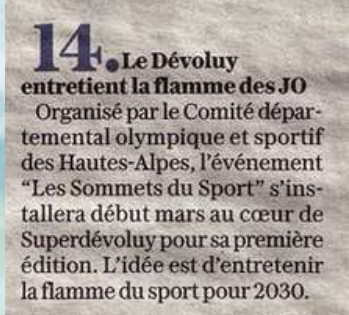 14. Le Dévoluy
entretient la flamme des JO
Organisé par le Comité dépar-
temental olympique et sportif
des Hautes-Alpes, l’événement
“Les Sommets du Sport” s’ins-
tallera début mars au cœur de
Superdévoluy pour sa première
édition. L’idée est d’entretenir
la flamme du sport pour 2030.